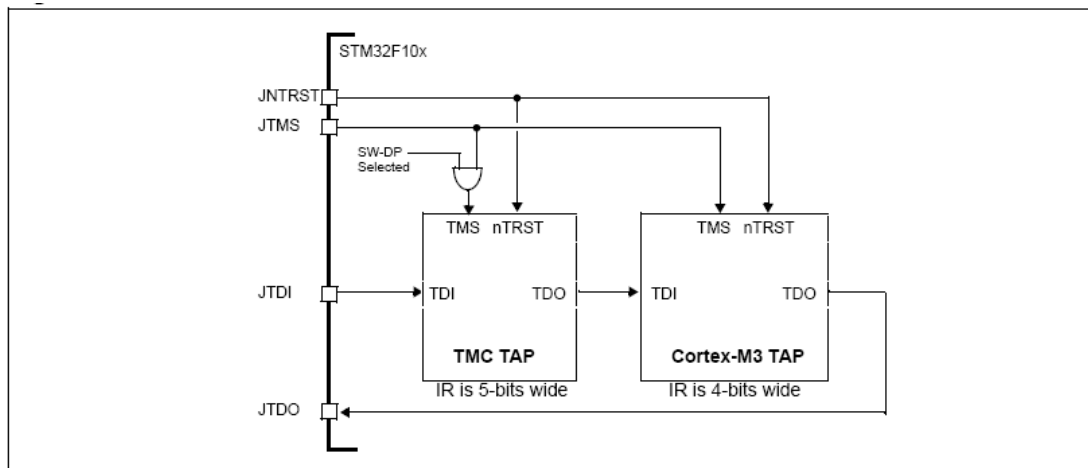 STM32F10x
JNTRST
JTMS
SW-DP
Selected
TMS nTRST
TMS nTRST
JTDI
TDI
TDO
TDI
TDO
TMC TAP
Cortex-M3 TAP
IR is 5-bits wide
IR is 4-bits wide
JTDO